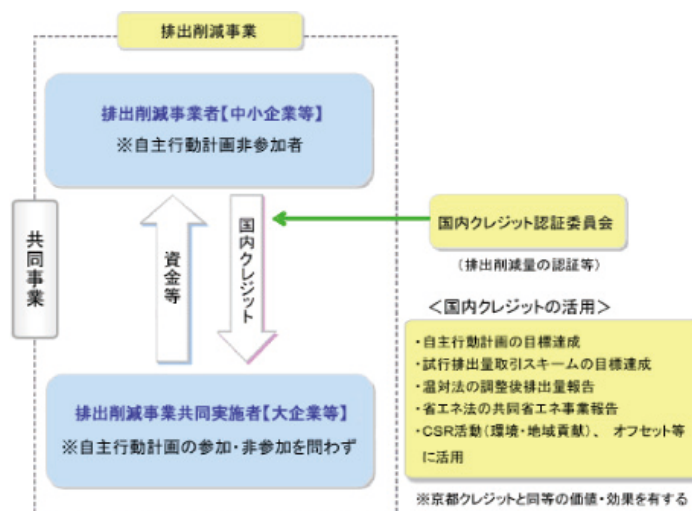 排出削減事業
排出削減事業者【中小企業等】
※自主行動計画非参加者
共同事業
資金等
国内クレジット
国内クレジット認証委員会
(排出削減量の認証等)
＜国内クレジットの活用＞
・自主行動計画の目標達成
・試行排出量取引スキームの目標達成
・温対法の調整後排出量報告
・省エネ法の共同省エネ事業報告
・CSR活動(環境・地域貢献)、オフセット等
に活用
排出削減事業共同実施者【大企業等】
※自主行動計画の参加・非参加を問わず
※京都クレジットと同等の価値・効果を有する